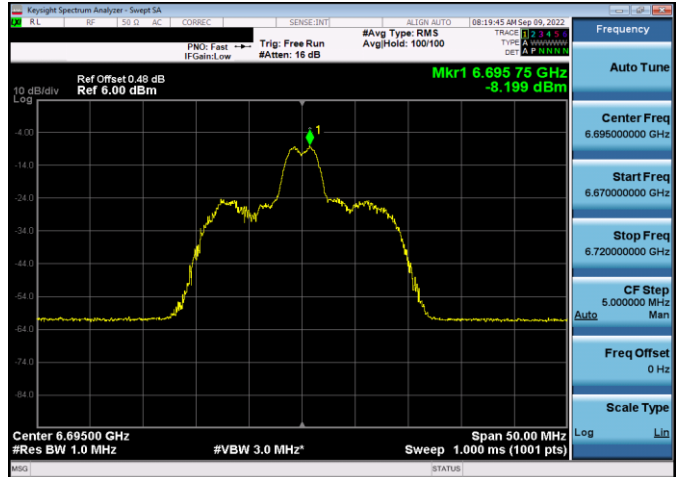 Keysight Spectrum Analyzer - Swept SA
RL RF 50 Ω AC CORREC SENSE:INT ALIGN AUTO 08:19:45 AM Sep 09, 2022
PNO: Fast
IFGain:Low
Trig: Free Run
#Atten: 16 dB
#Avg Type: RMS
Avg|Hold: 100/100
TRACE 1 2 3 4 5 6
TYPE A WWWWW
DET A P N N N N
Frequency
Mkr1 6.695 75 GHz
-8.199 dBm
Ref Offset 0.48 dB
10 dB/div Ref 6.00 dBm
Log
1
-4.00
-14.0
-24.0
-34.0
-44.0
-54.0
-64.0
-74.0
-84.0
Center 6.69500 GHz
#Res BW 1.0 MHz
#VBW 3.0 MHz*
Span 50.00 MHz
Sweep 1.000 ms (1001 pts)
MSG STATUS
Auto Tune
Center Freq
6.695000000 GHz
Start Freq
6.670000000 GHz
Stop Freq
6.720000000 GHz
CF Step
5.000000 MHz
Auto Man
Freq Offset
0 Hz
Scale Type
Log Lin